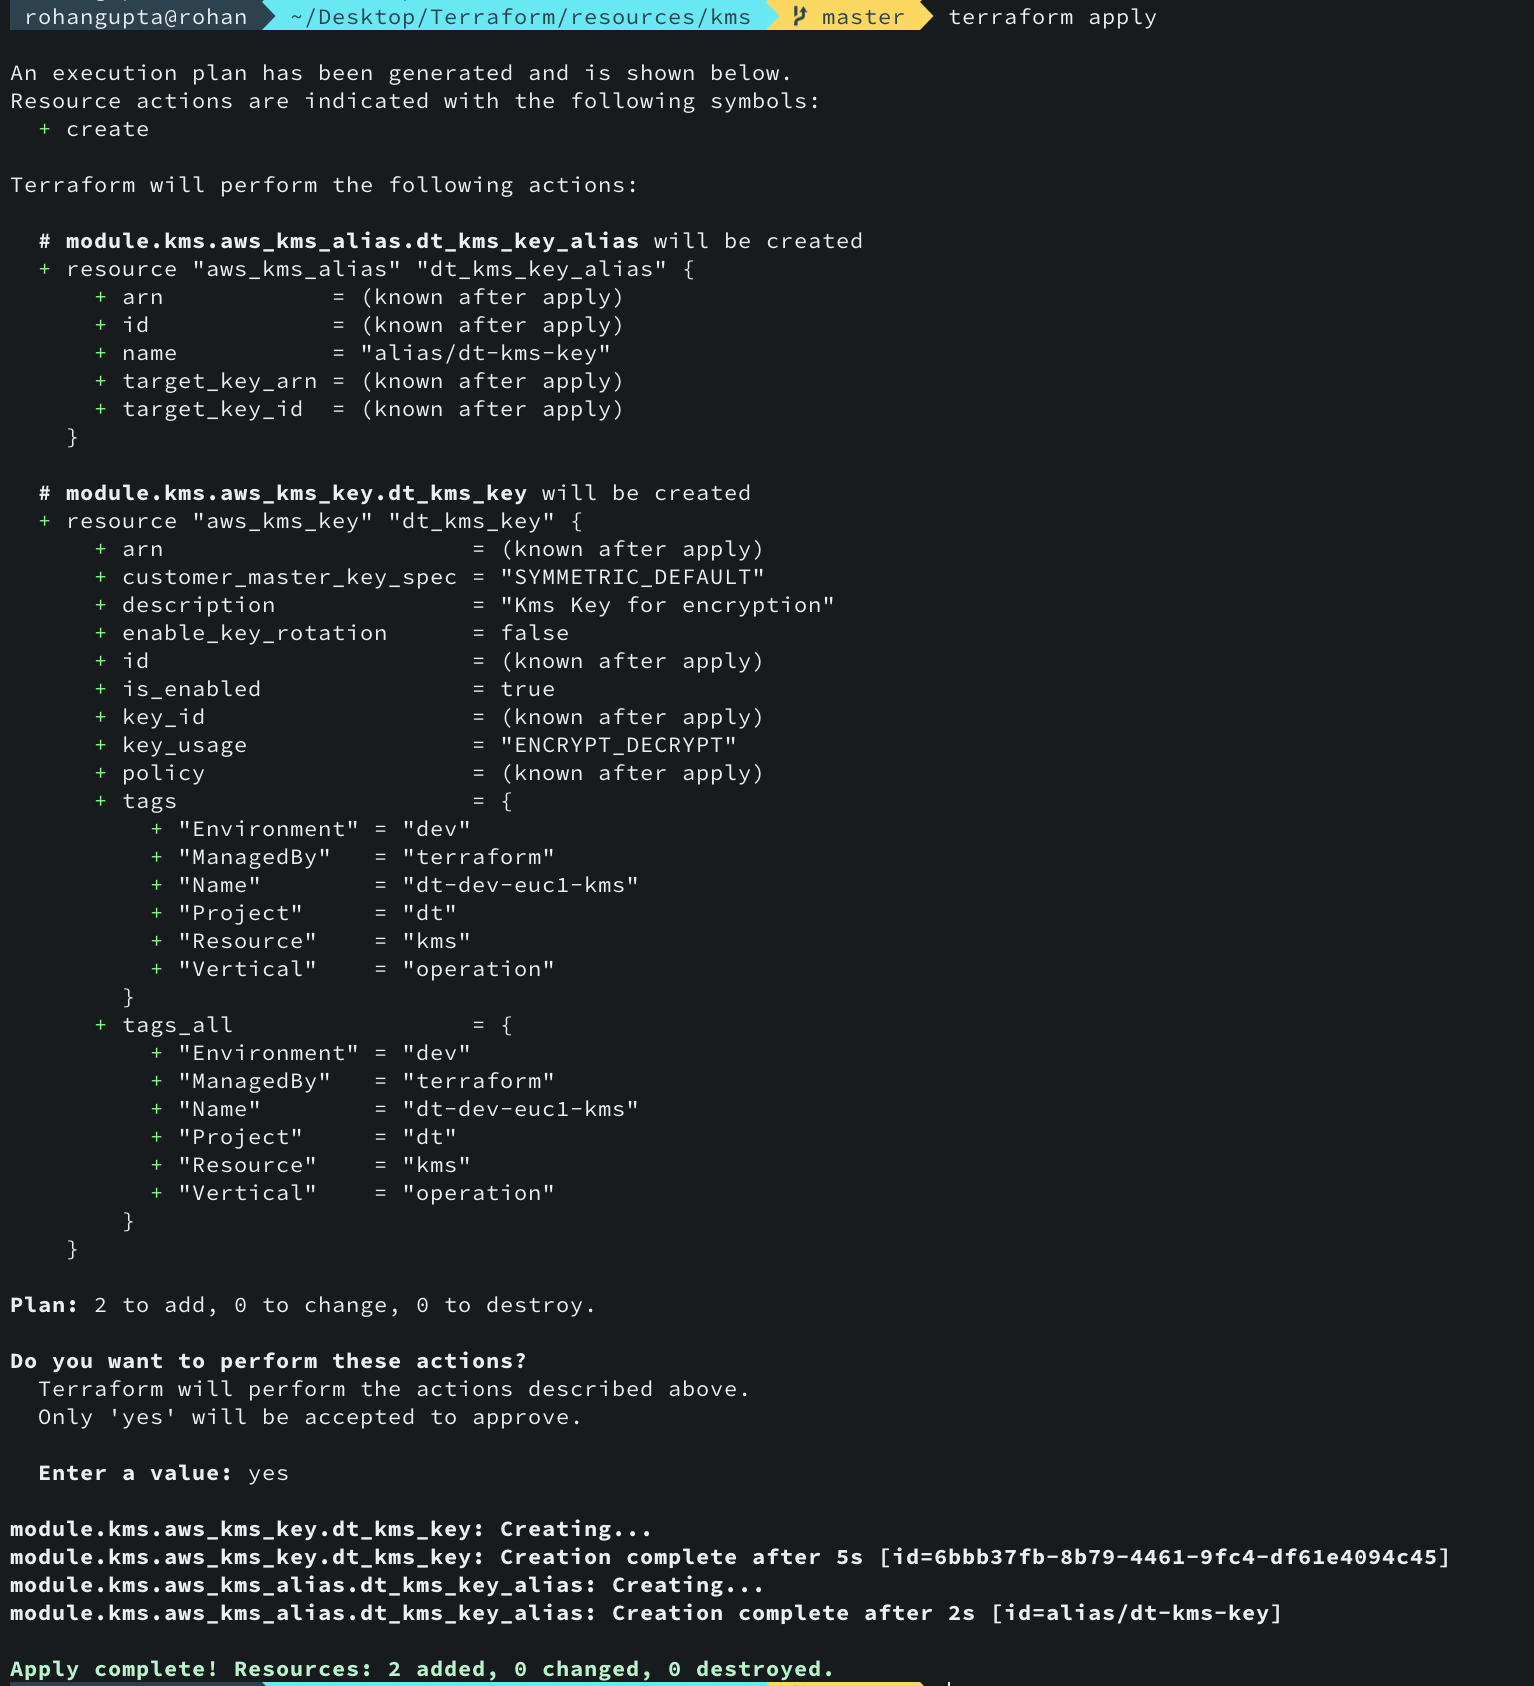 rohangupta@rohan ~/Desktop/Terraform/resources/kms master terraform apply
An execution plan has been generated and is shown below.
Resource actions are indicated with the following symbols:
  + create
Terraform will perform the following actions:
  # module.kms.aws_kms_alias.dt_kms_key_alias will be created
  + resource "aws_kms_alias" "dt_kms_key_alias" {
      + arn            = (known after apply)
      + id             = (known after apply)
      + name           = "alias/dt-kms-key"
      + target_key_arn = (known after apply)
      + target_key_id  = (known after apply)
    }
  # module.kms.aws_kms_key.dt_kms_key will be created
  + resource "aws_kms_key" "dt_kms_key" {
      + arn                      = (known after apply)
      + customer_master_key_spec = "SYMMETRIC_DEFAULT"
      + description              = "Kms Key for encryption"
      + enable_key_rotation      = false
      + id                       = (known after apply)
      + is_enabled               = true
      + key_id                   = (known after apply)
      + key_usage                = "ENCRYPT_DECRYPT"
      + policy                   = (known after apply)
      + tags                     = {
          + "Environment" = "dev"
          + "ManagedBy"   = "terraform"
          + "Name"        = "dt-dev-euc1-kms"
          + "Project"     = "dt"
          + "Resource"    = "kms"
          + "Vertical"    = "operation"
        }
      + tags_all                 = {
          + "Environment" = "dev"
          + "ManagedBy"   = "terraform"
          + "Name"        = "dt-dev-euc1-kms"
          + "Project"     = "dt"
          + "Resource"    = "kms"
          + "Vertical"    = "operation"
        }
    }
Plan: 2 to add, 0 to change, 0 to destroy.
Do you want to perform these actions?
  Terraform will perform the actions described above.
  Only 'yes' will be accepted to approve.
  Enter a value: yes
module.kms.aws_kms_key.dt_kms_key: Creating...
module.kms.aws_kms_key.dt_kms_key: Creation complete after 5s [id=6bbb37fb-8b79-4461-9fc4-df61e4094c45]
module.kms.aws_kms_alias.dt_kms_key_alias: Creating...
module.kms.aws_kms_alias.dt_kms_key_alias: Creation complete after 2s [id=alias/dt-kms-key]
Apply complete! Resources: 2 added, 0 changed, 0 destroyed.